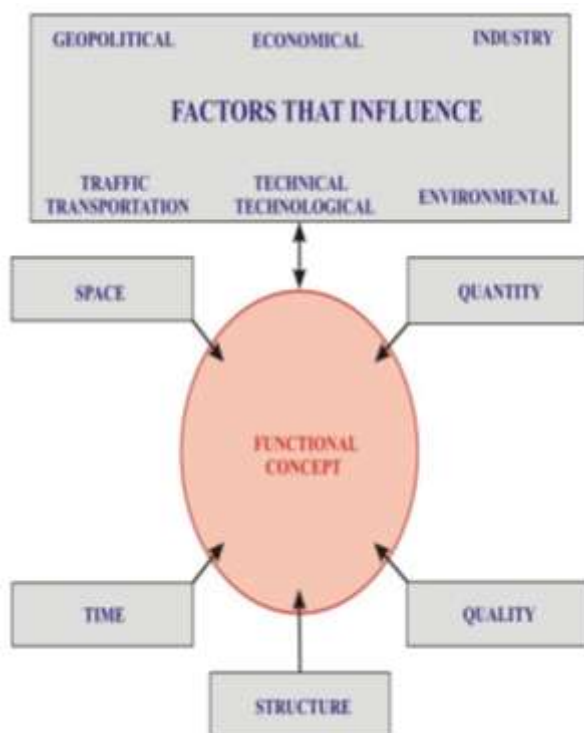 GEOPOLITICAL ECONOMICAL INDUSTRY
FACTORS THAT INFLUENCE
TRAFFIC TRANSPORTATION
TECHNICAL TECHNOLOGICAL
ENVIRONMENTAL
SPACE
QUANTITY
FUNCTIONAL
CONCEPT
TIME
QUALITY
STRUCTURE